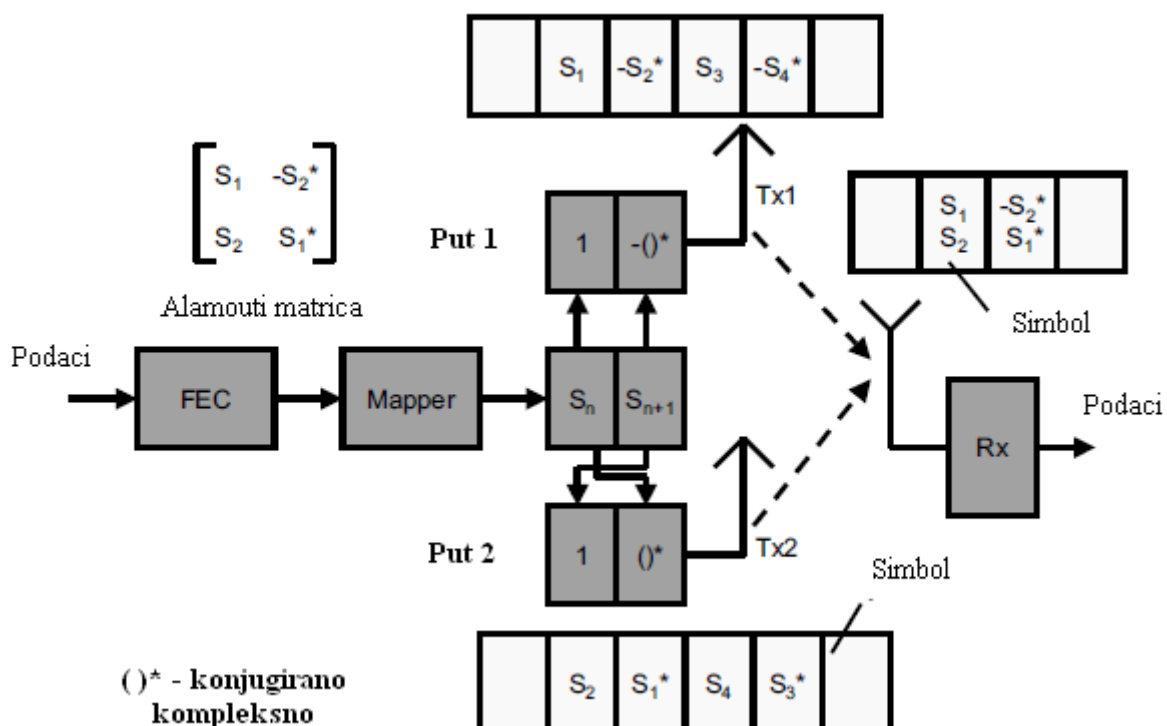 S₁ -S₂* S₃ -S₄*
S₁ -S₂*
S₂ S₁*
Alamouti matrica
Put 1
1 -()*
Tx1
S₁ -S₂*
S₂ S₁*
Simbol
Podaci
FEC
Mapper
Sₙ Sₙ₊₁
Rx
Podaci
Put 2
1 ()*
Tx2
Simbol
( )* - konjugirano
kompleksno
S₂ S₁* S₄ S₃*